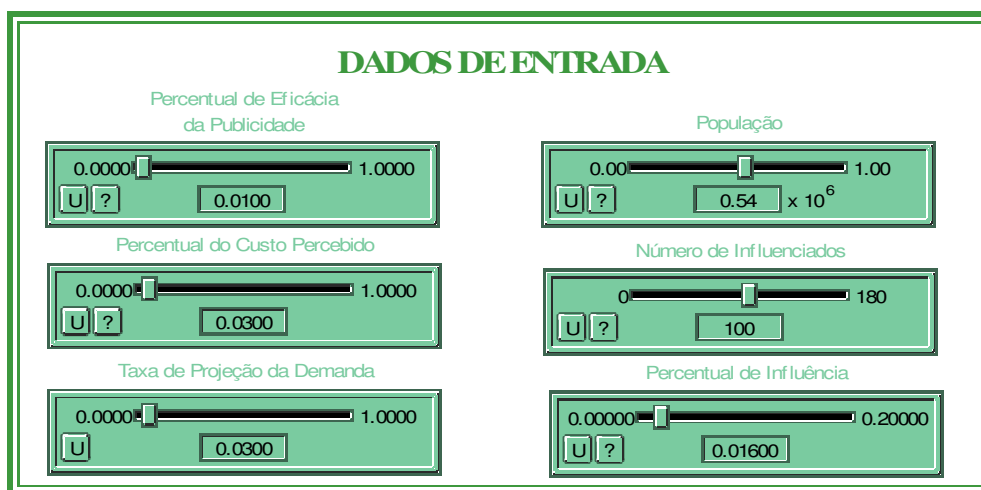 DADOS DE ENTRADA
Percentual de Eficácia
da Publicidade
0.0000 1.0000
U ? 0.0100
População
0.00 1.00
U ? 0.54 x 10⁶
Percentual do Custo Percebido
0.0000 1.0000
U ? 0.0300
Número de Influenciados
0 180
U ? 100
Taxa de Projeção da Demanda
0.0000 1.0000
U 0.0300
Percentual de Influência
0.00000 0.20000
U ? 0.01600